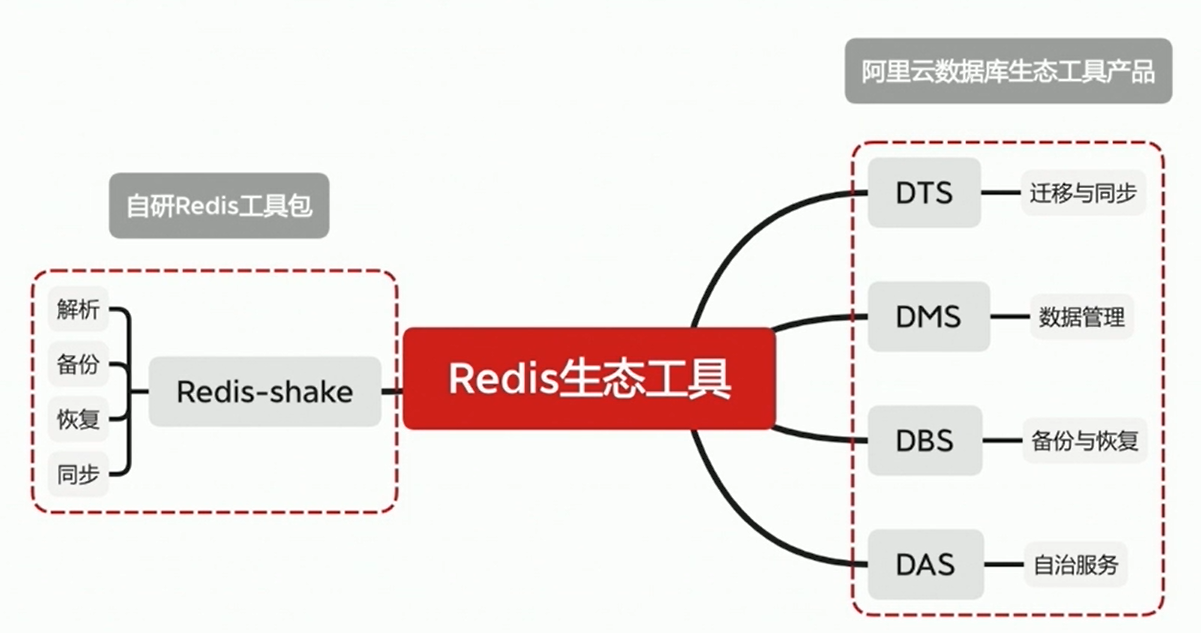 阿里云数据库生态工具产品
自研Redis工具包
解析
备份
恢复
同步
Redis-shake
Redis生态工具
DTS
迁移与同步
DMS
数据管理
DBS
备份与恢复
DAS
自治服务